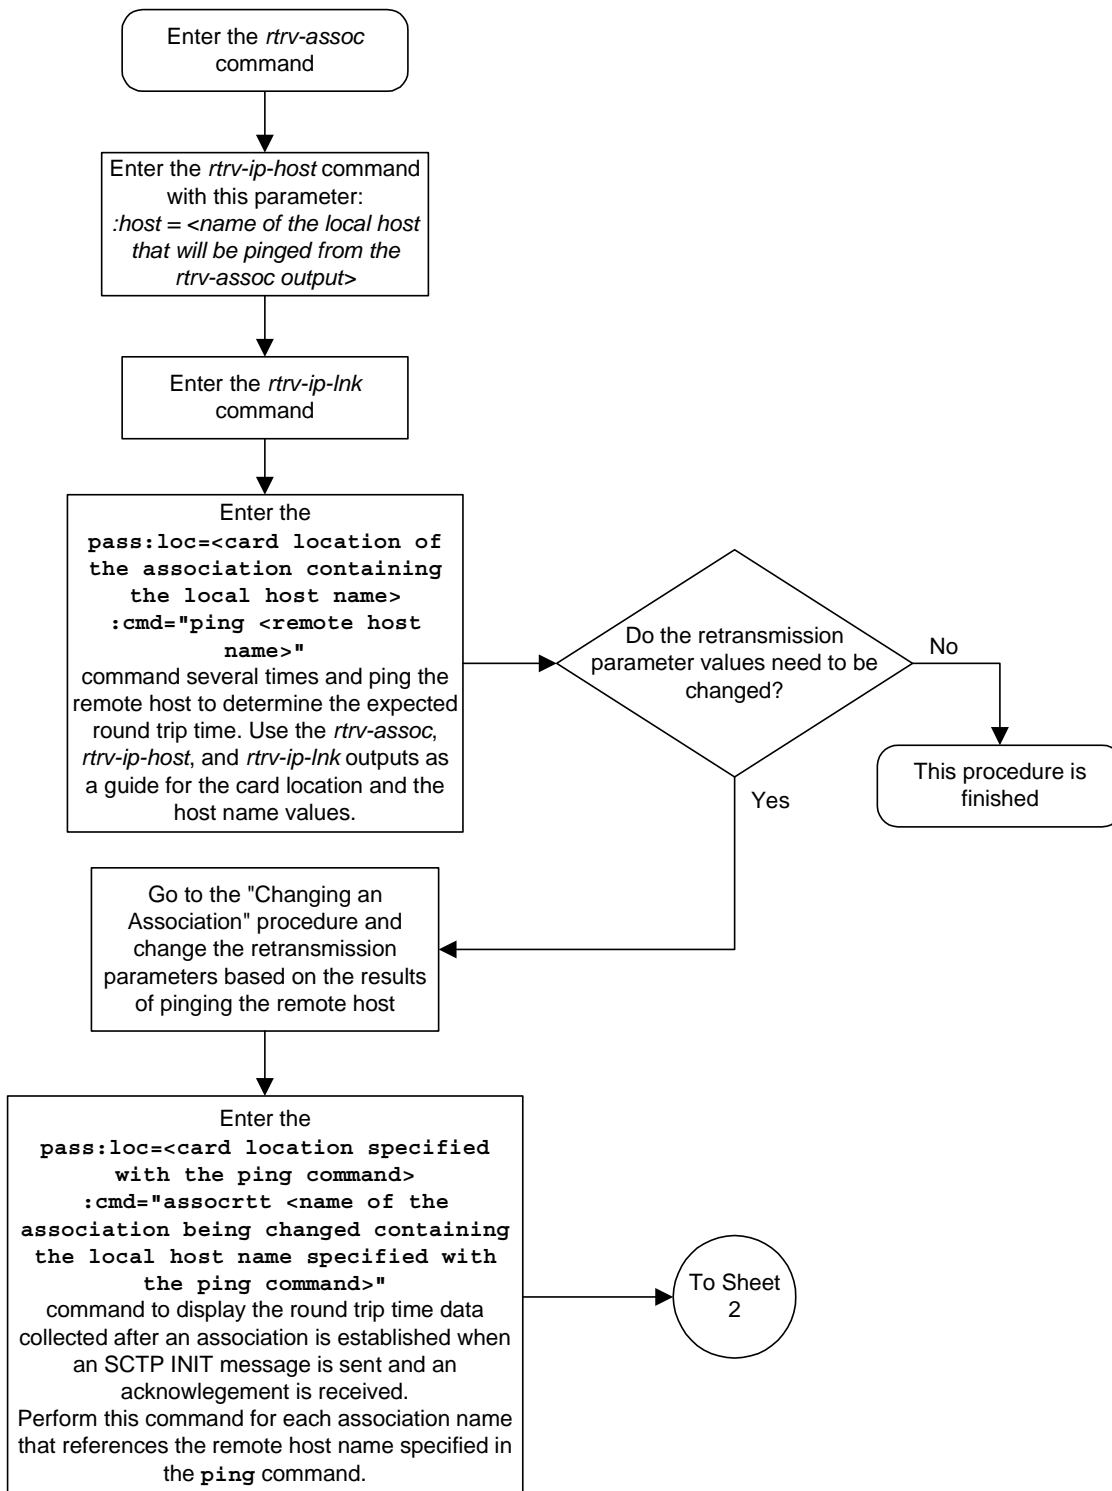 Enter the rtrv-assoc
command
Enter the rtrv-ip-host command
with this parameter:
:host = <name of the local host
that will be pinged from the
rtrv-assoc output>
Enter the rtrv-ip-lnk
command
Enter the
pass:loc=<card location of
the association containing
the local host name>
:cmd="ping <remote host
name>"
command several times and ping the
remote host to determine the expected
round trip time. Use the rtrv-assoc,
rtrv-ip-host, and rtrv-ip-lnk outputs as
a guide for the card location and the
host name values.
Do the retransmission
parameter values need to be
changed?
No
This procedure is
finished
Yes
Go to the "Changing an
Association" procedure and
change the retransmission
parameters based on the results
of pinging the remote host
Enter the
pass:loc=<card location specified
with the ping command>
:cmd="assocrtt <name of the
association being changed containing
the local host name specified with
the ping command>"
command to display the round trip time data
collected after an association is established when
an SCTP INIT message is sent and an
acknowlegement is received.
Perform this command for each association name
that references the remote host name specified in
the ping command.
To Sheet
2